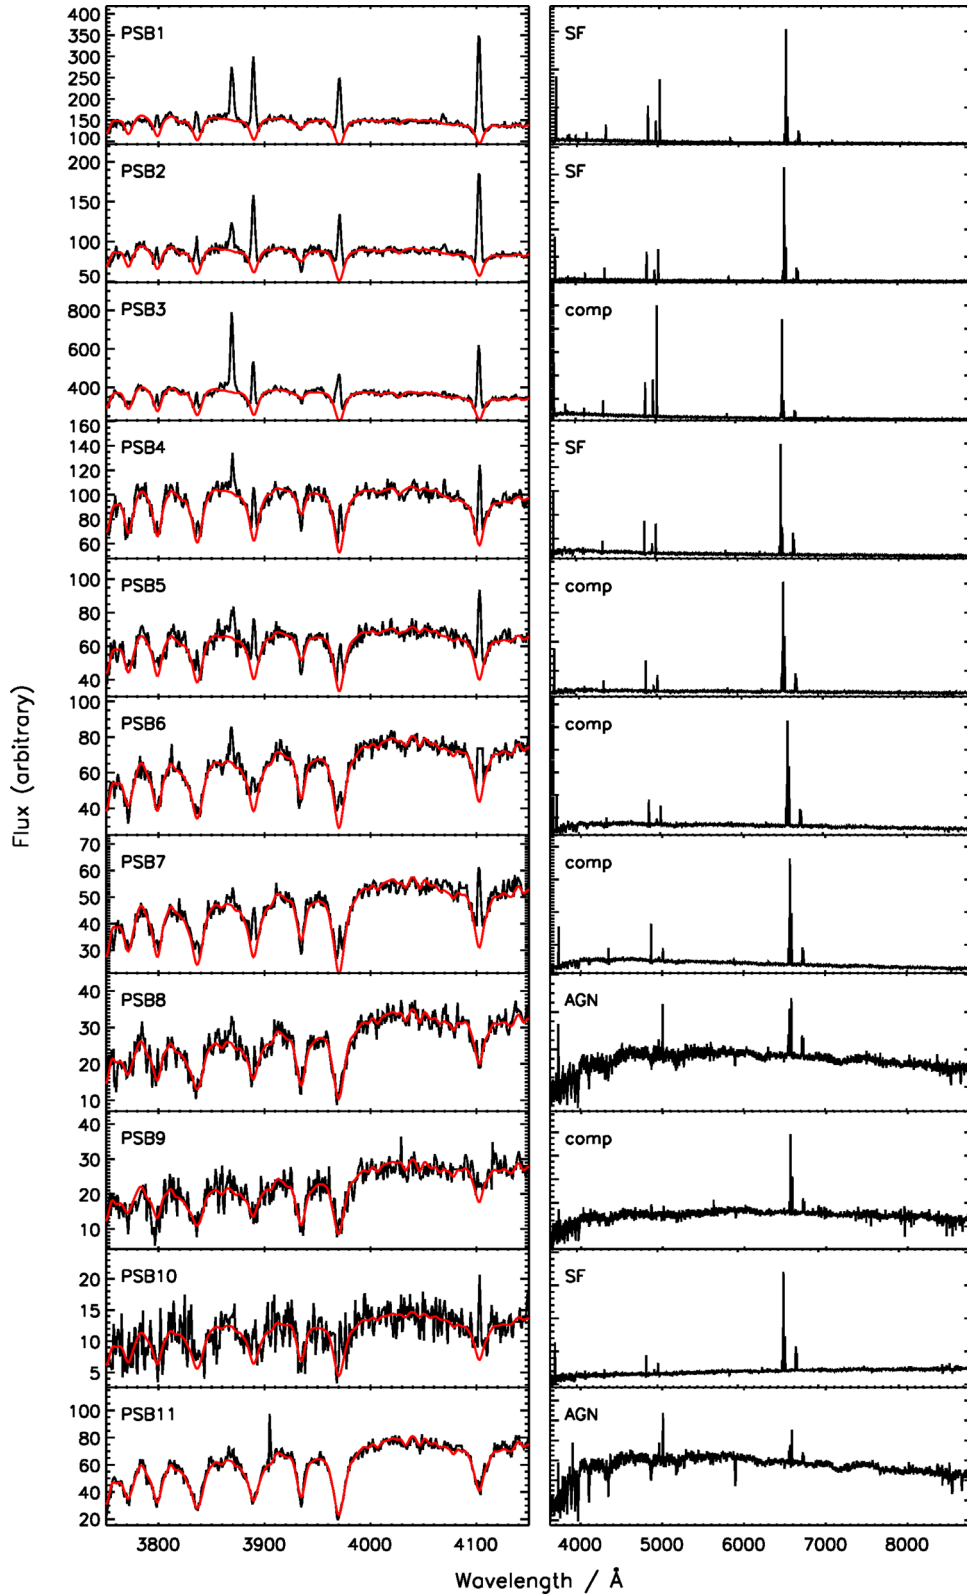 400
350
300
250
200
150
100
PSB1
SF
200
150
100
50
PSB2
SF
800
600
400
PSB3
comp
160
140
120
100
80
60
PSB4
SF
100
80
60
40
PSB5
comp
100
80
60
40
PSB6
comp
70
60
50
40
30
PSB7
comp
40
30
20
10
PSB8
AGN
40
30
20
10
PSB9
comp
20
15
10
5
PSB10
SF
100
80
60
40
20
PSB11
AGN
3800 3900 4000 4100
4000 5000 6000 7000 8000
Flux (arbitrary)
Wavelength / Å